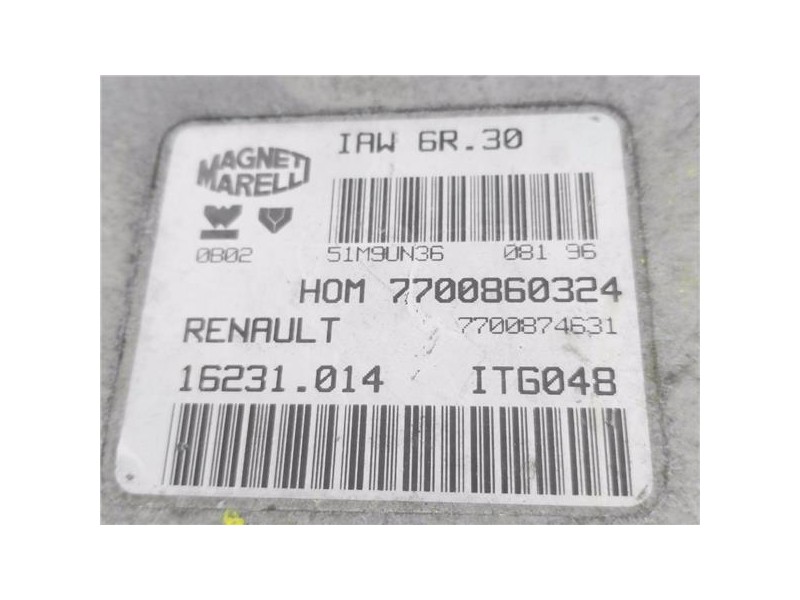 IAW 6R.30
MAGNETI
MARELLI
0802 51M9UN36 081 96
HOM 7700860324
RENAULT 7700874631
16231.014 ITG048